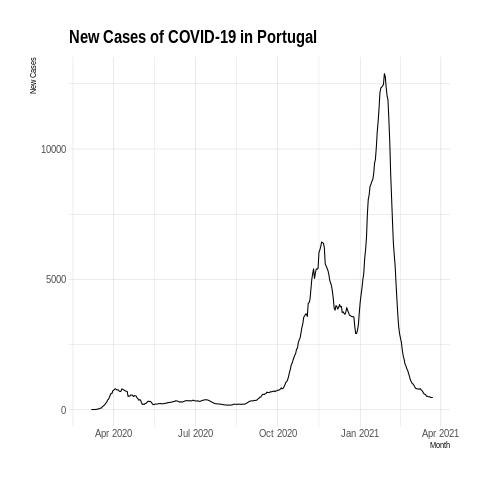 New Cases of COVID-19 in Portugal
New Cases
10000
5000
0
Apr 2020 Jul 2020 Oct 2020 Jan 2021 Apr 2021
Month